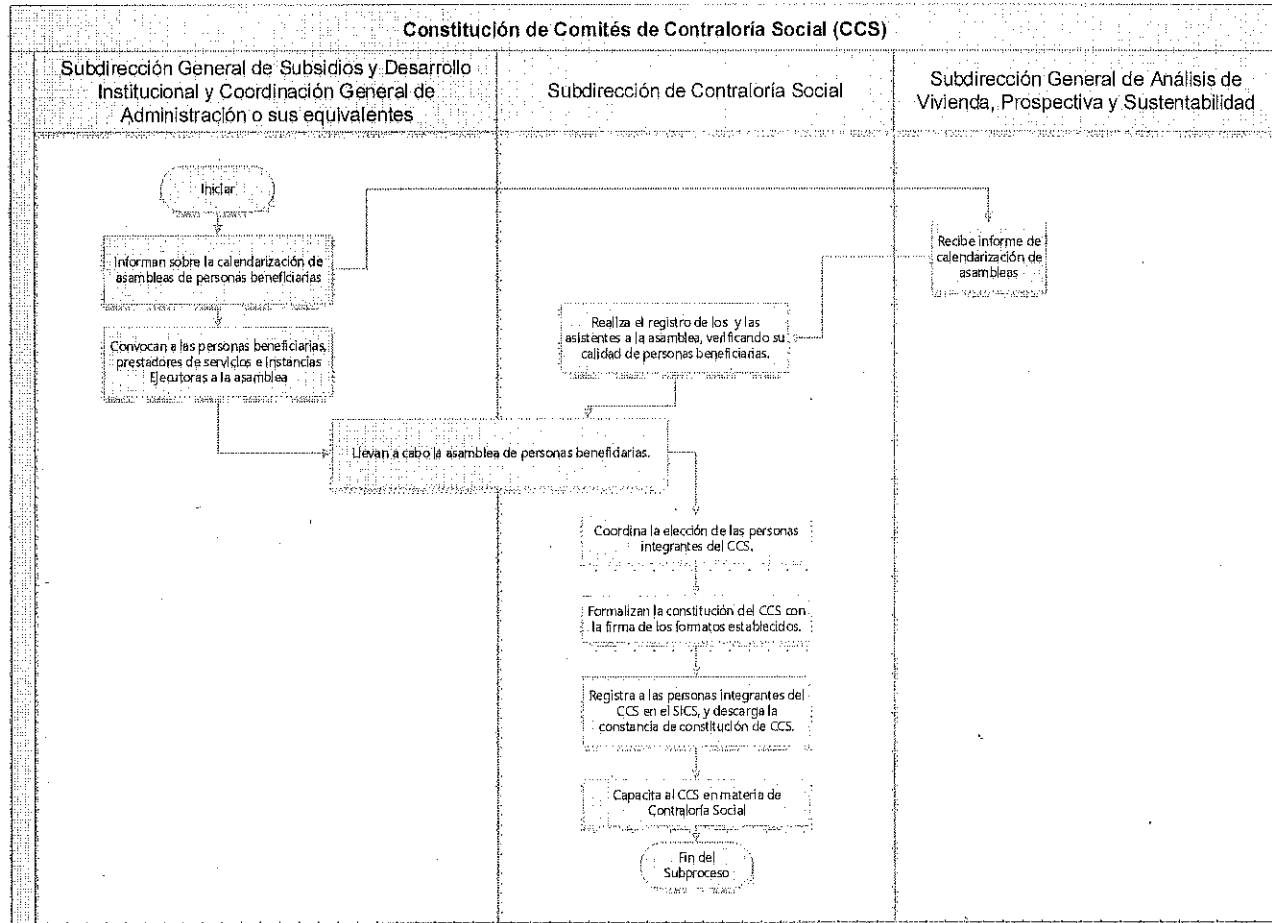 Constitución de Comités de Contraloría Social (CCS)
Subdirección General de Subsidios y Desarrollo
Institucional y Coordinación General de
Administración o sus equivalentes
Subdirección de Contraloría Social
Subdirección General de Análisis de
Vivienda, Prospectiva y Sustentabilidad
Iniciar
Informan sobre la calendarización de
asambleas de personas beneficiarias
Recibe informe de
calendarización de
asambleas
Convocan a las personas beneficiarias,
prestadores de servicios e Instancias
Ejecutoras a la asamblea
Realiza el registro de los y las
asistentes a la asamblea, verificando su
calidad de personas beneficiarias.
Llevan a cabo la asamblea de personas beneficiarias.
Coordina la elección de las personas
integrantes del CCS.
Formalizan la constitución del CCS con
la firma de los formatos establecidos.
Registra a las personas integrantes del
CCS en el SICS, y descarga la
constancia de constitución de CCS.
Capacita al CCS en materia de
Contraloría Social
Fin del
Subproceso